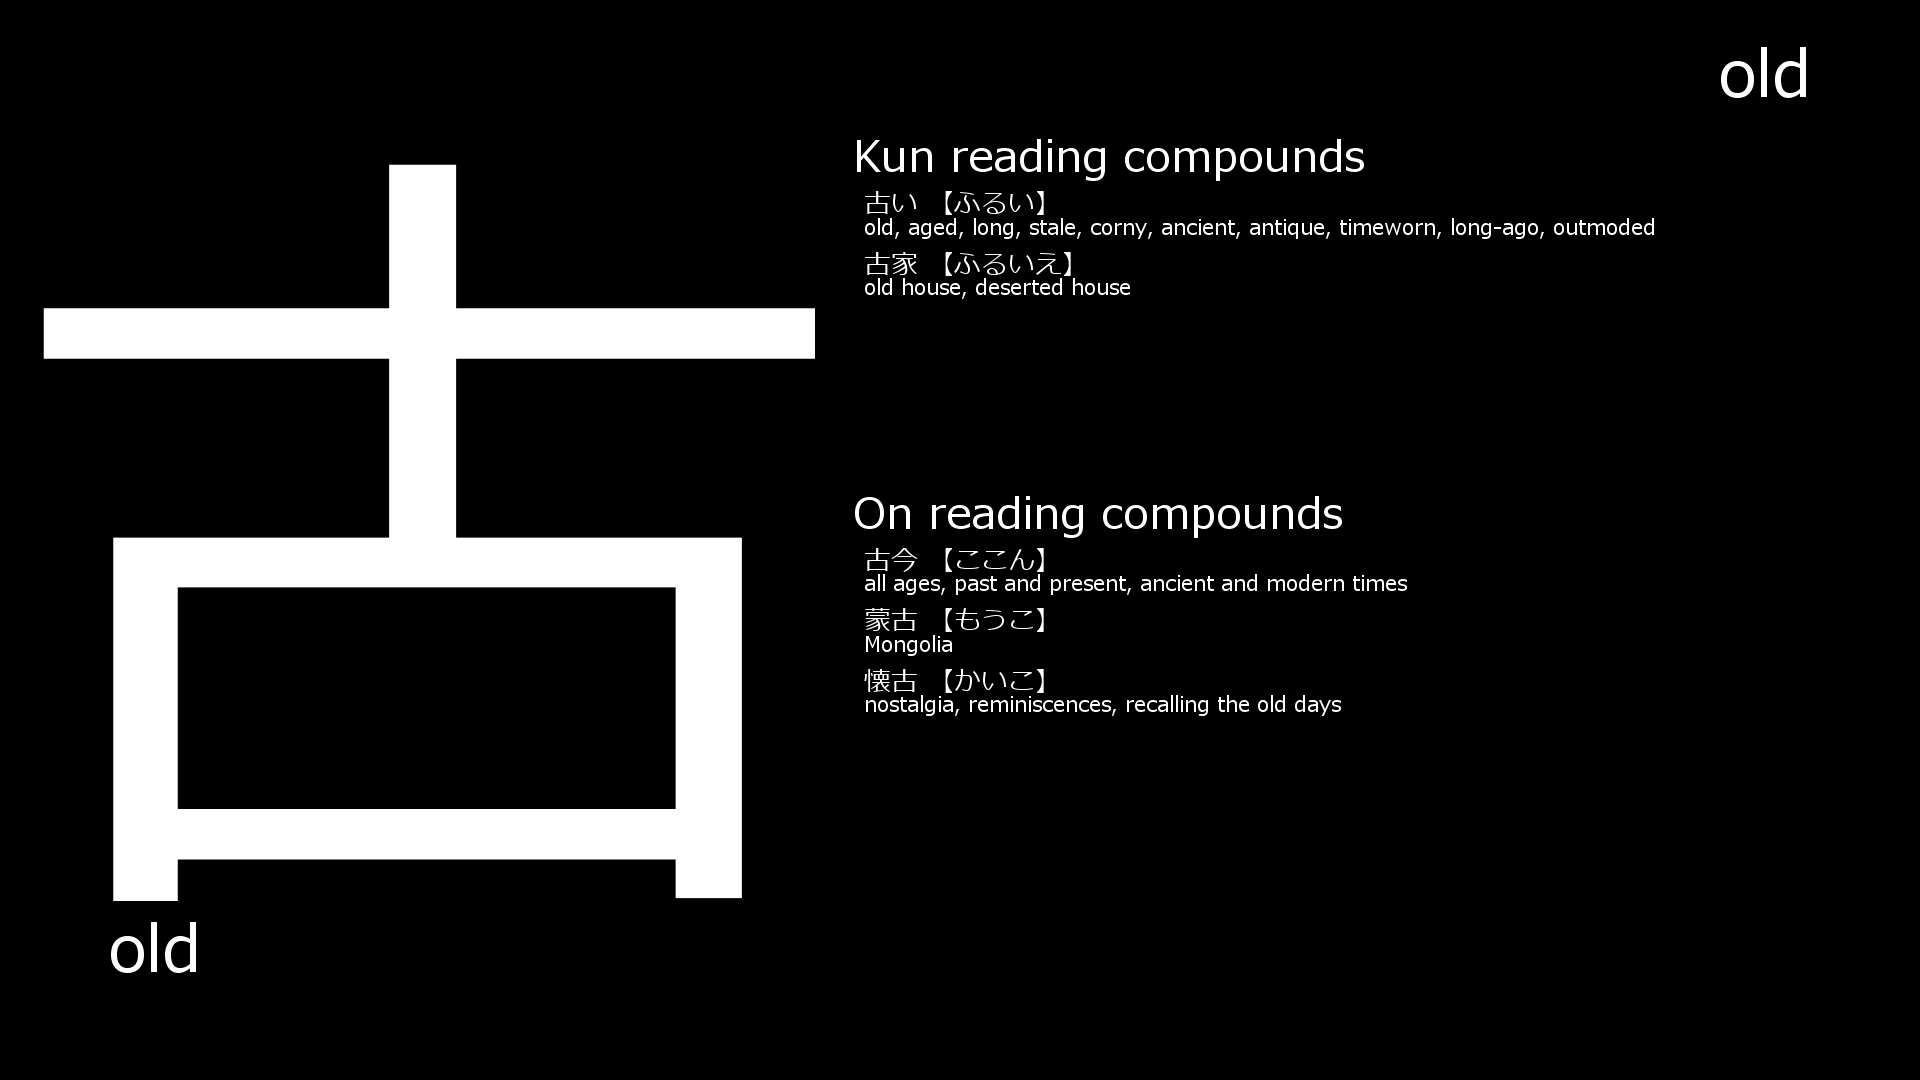 old
古
old
Kun reading compounds
古い 【ふるい】
old, aged, long, stale, corny, ancient, antique, timeworn, long-ago, outmoded
古家 【ふるいえ】
old house, deserted house
On reading compounds
古今 【ここん】
all ages, past and present, ancient and modern times
蒙古 【もうこ】
Mongolia
懐古 【かいこ】
nostalgia, reminiscences, recalling the old days